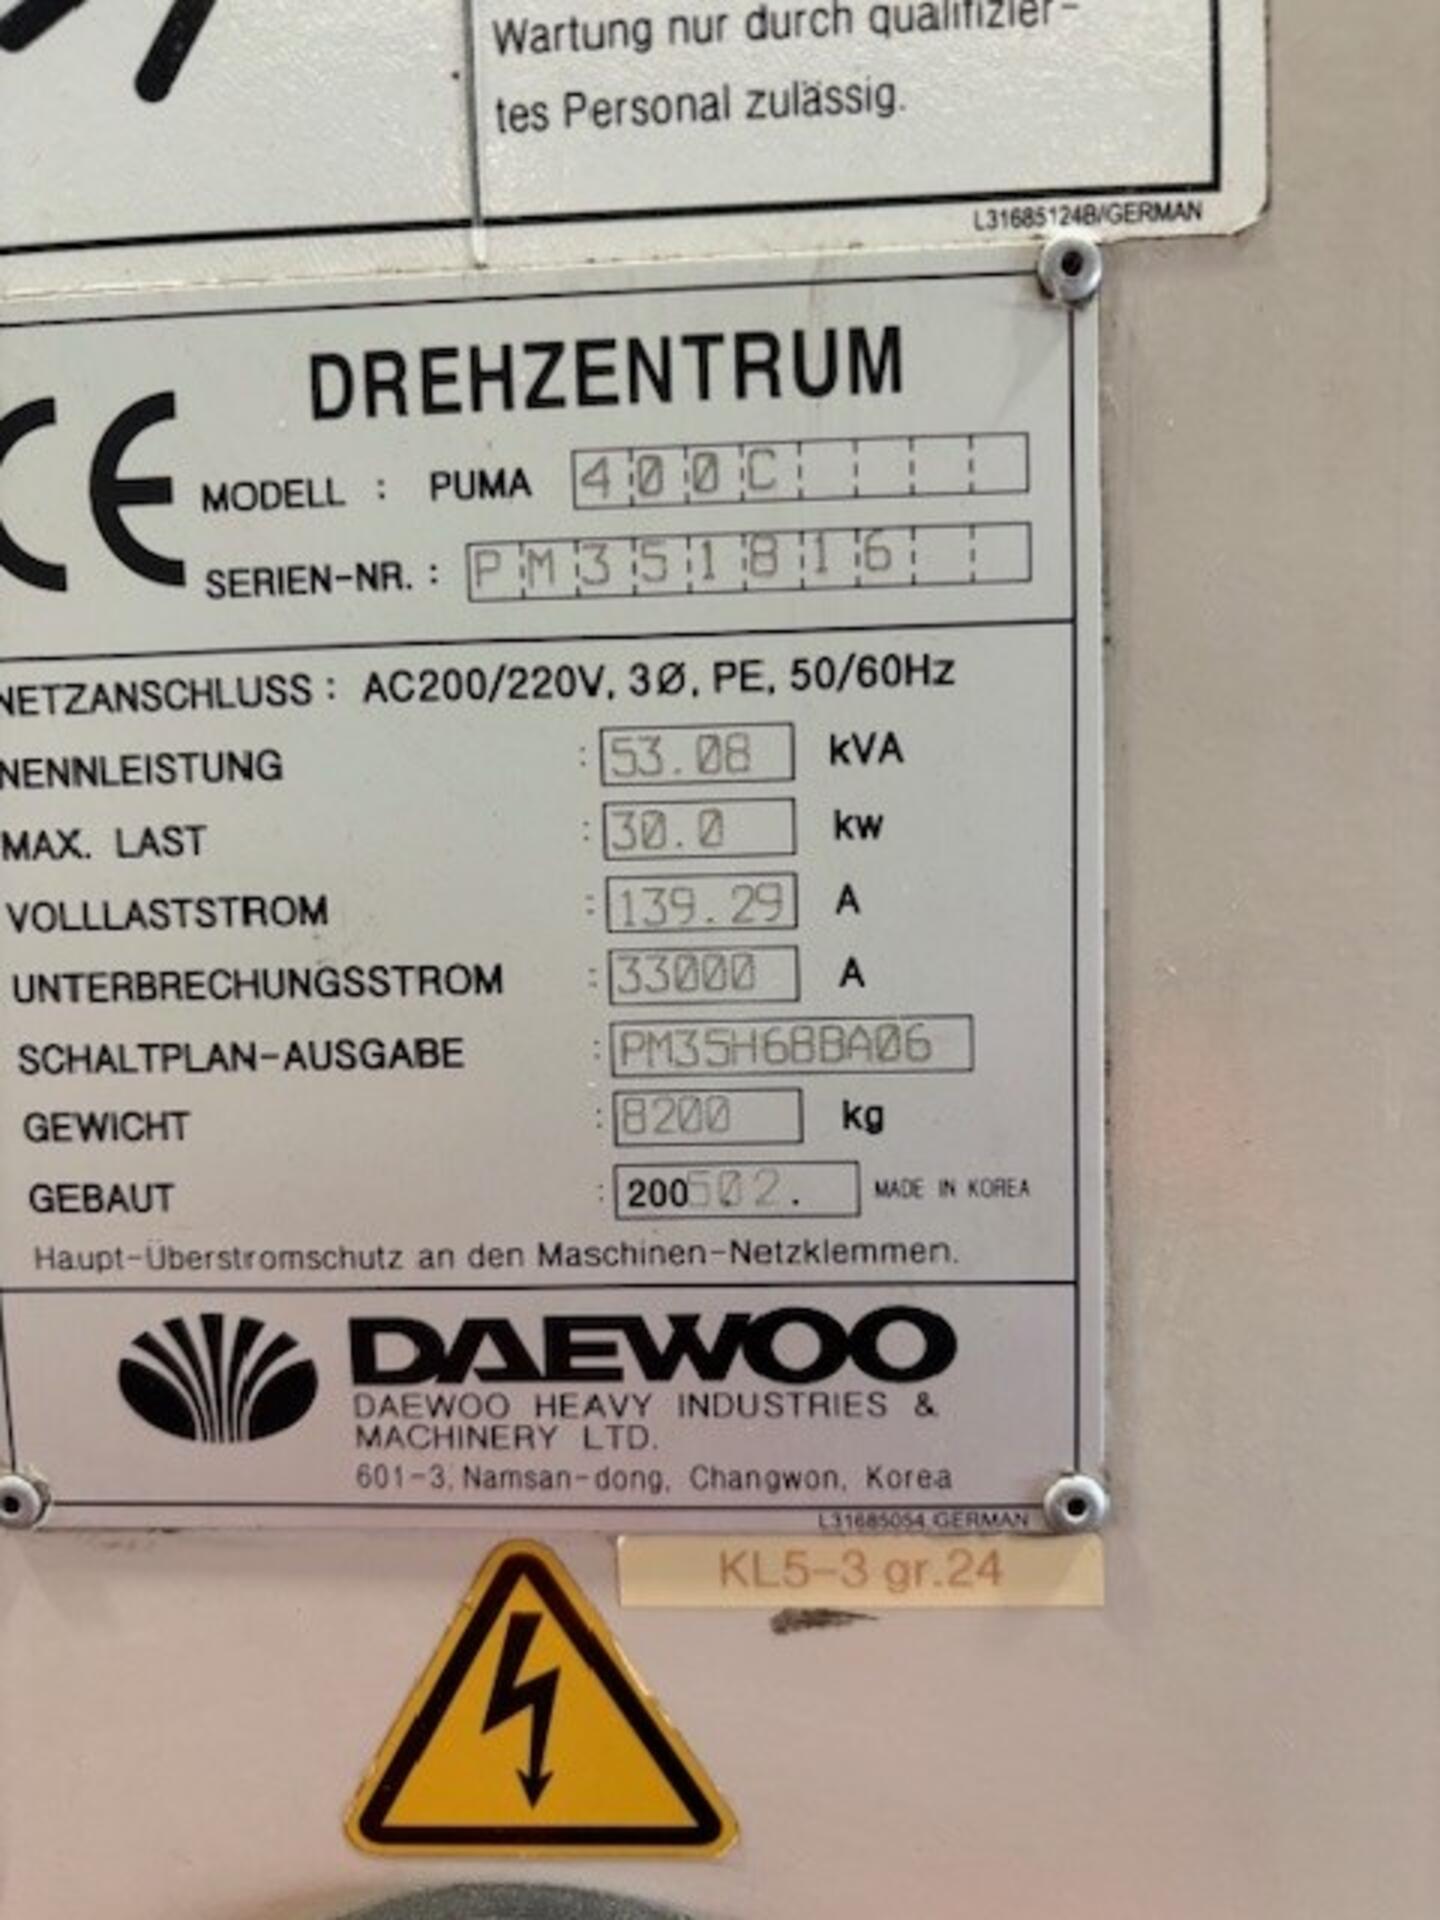 Wartung nur durch qualifizier-
tes Personal zulässig.
L31685124B/GERMAN
CE
DREHZENTRUM
MODELL : PUMA 400C
SERIEN-NR. : PM351816
NETZANSCHLUSS : AC200/220V, 3Ø, PE, 50/60Hz
NENNLEISTUNG : 53.08 kVA
MAX. LAST : 30.0 kw
VOLLLASTSTROM : 139.29 A
UNTERBRECHUNGSSTROM : 33000 A
SCHALTPLAN-AUSGABE : PM35H6BBA06
GEWICHT : 8200 kg
GEBAUT : 200502. MADE IN KOREA
Haupt-Überstromschutz an den Maschinen-Netzklemmen.
DAEWOO
DAEWOO HEAVY INDUSTRIES &
MACHINERY LTD.
601-3, Namsan-dong, Changwon, Korea
L31685054 GERMAN
KL5-3 gr.24